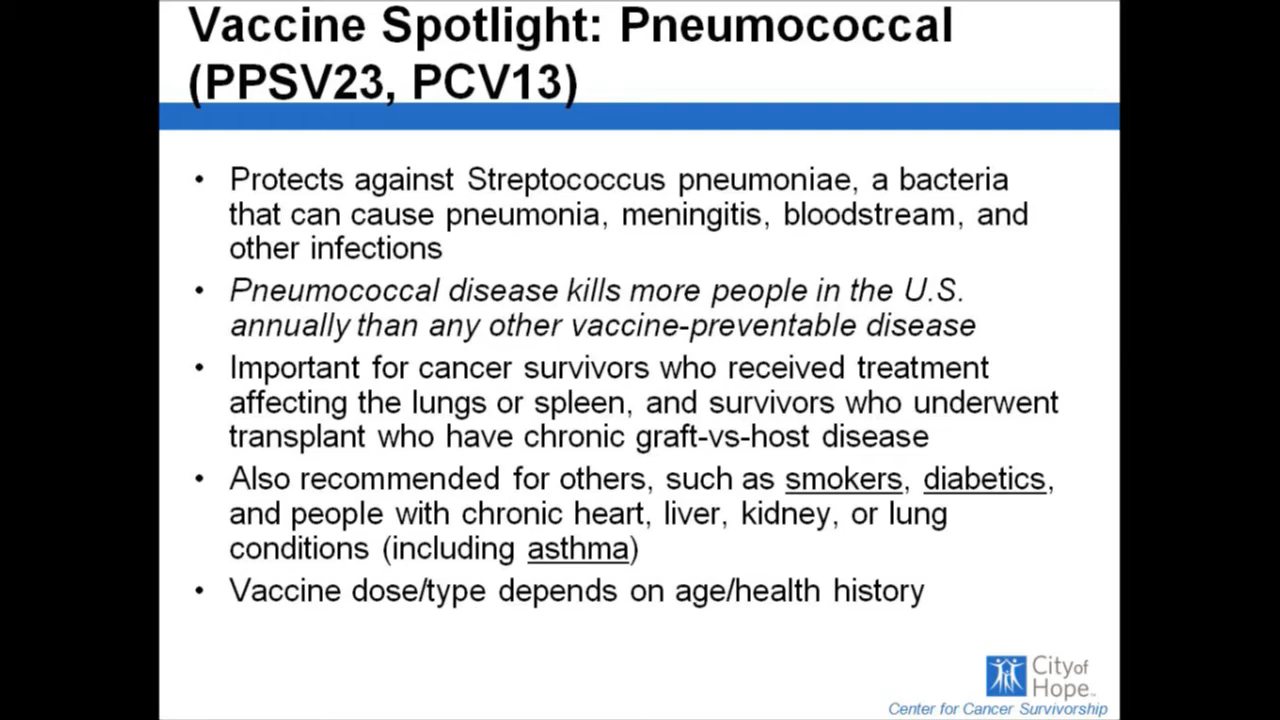 Vaccine Spotlight: Pneumococcal
(PPSV23, PCV13)
• Protects against Streptococcus pneumoniae, a bacteria
that can cause pneumonia, meningitis, bloodstream, and
other infections
• Pneumococcal disease kills more people in the U.S.
annually than any other vaccine-preventable disease
• Important for cancer survivors who received treatment
affecting the lungs or spleen, and survivors who underwent
transplant who have chronic graft-vs-host disease
• Also recommended for others, such as smokers, diabetics,
and people with chronic heart, liver, kidney, or lung
conditions (including asthma)
• Vaccine dose/type depends on age/health history
City of
Hope™
Center for Cancer Survivorship